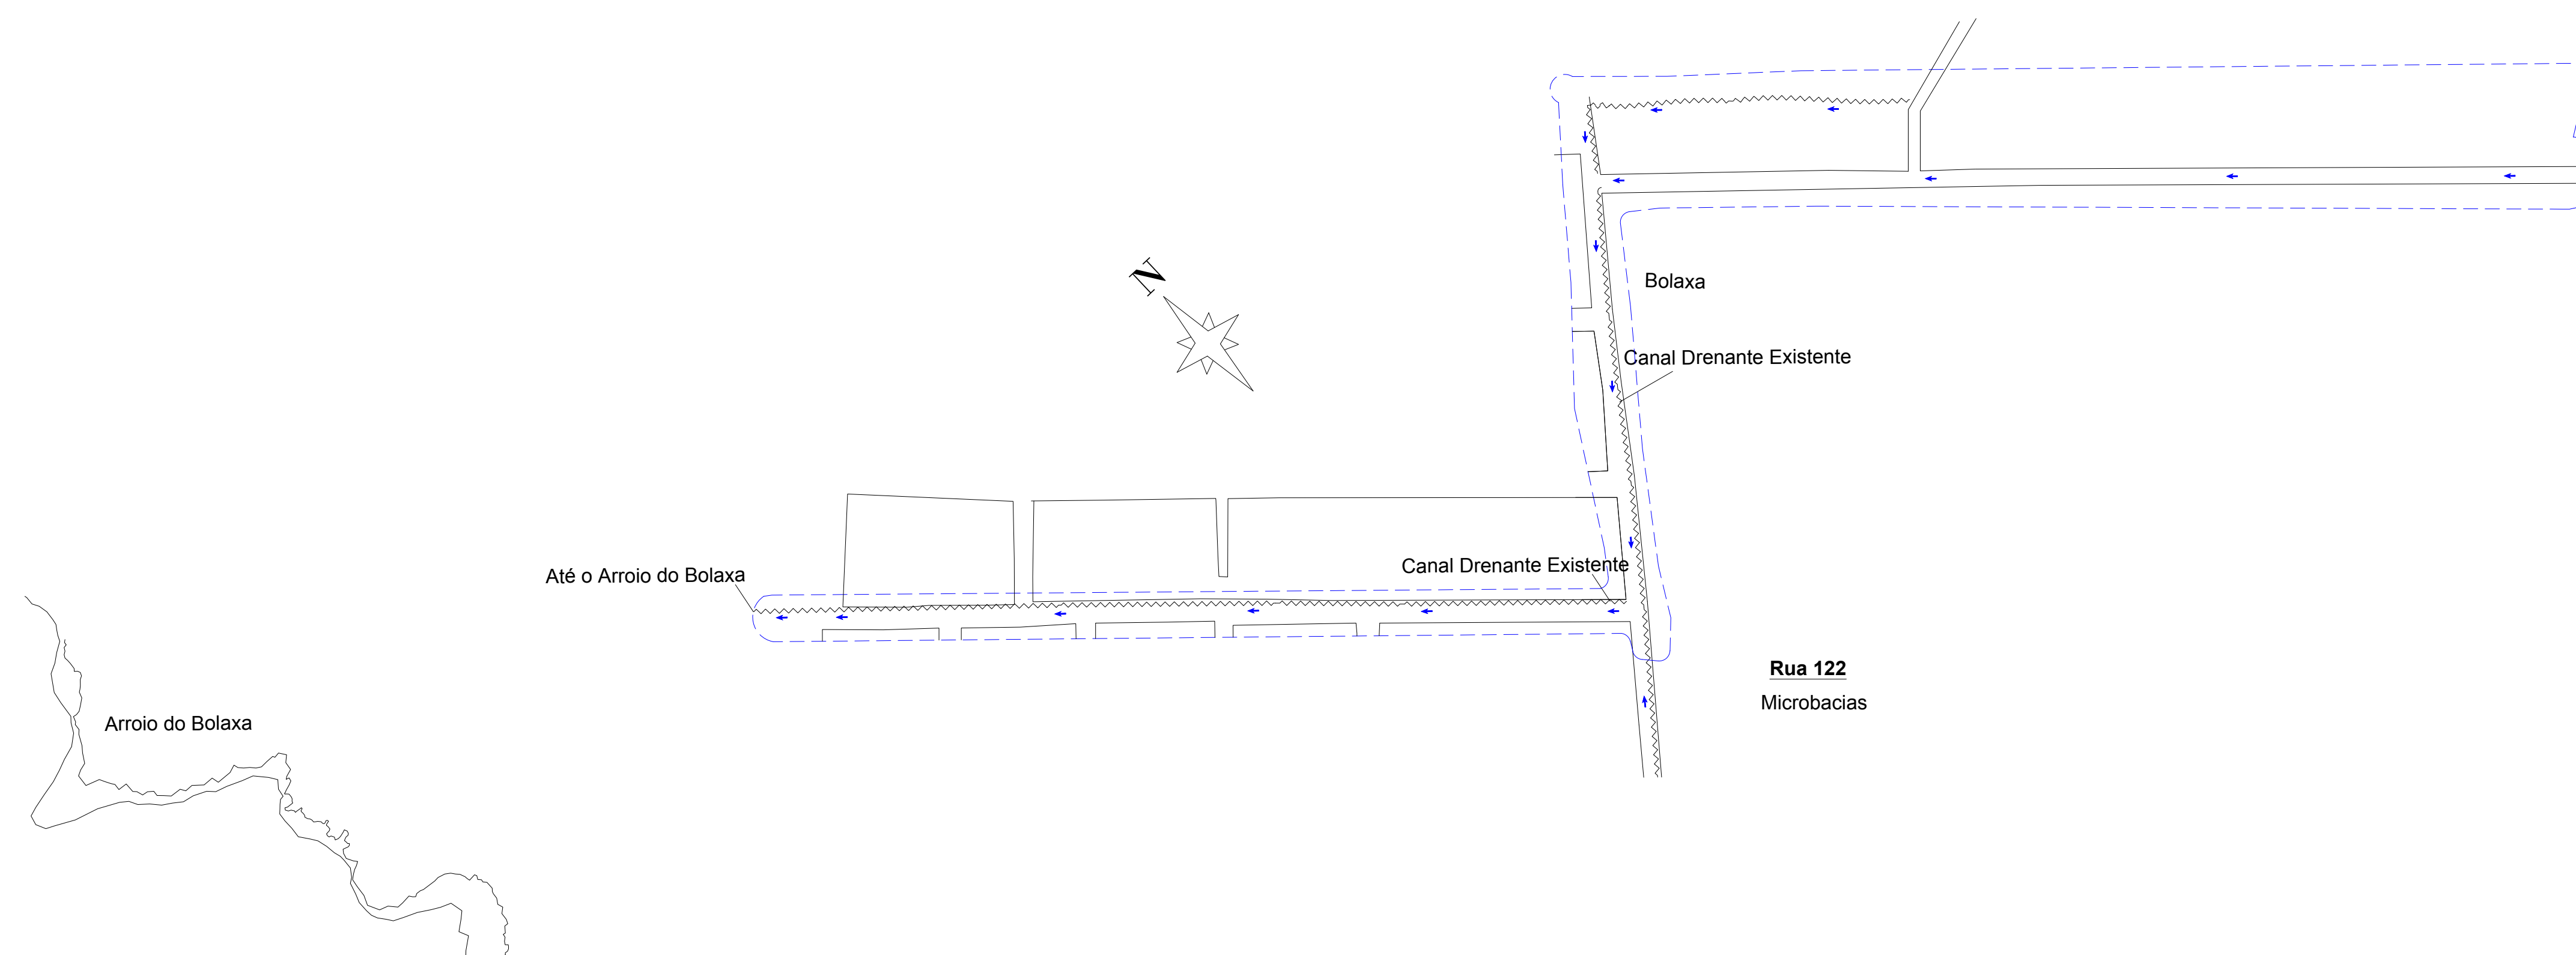 N
Bolaxa
Canal Drenante Existente
Canal Drenante Existente
Até o Arroio do Bolaxa
Rua 122
Microbacias
Arroio do Bolaxa